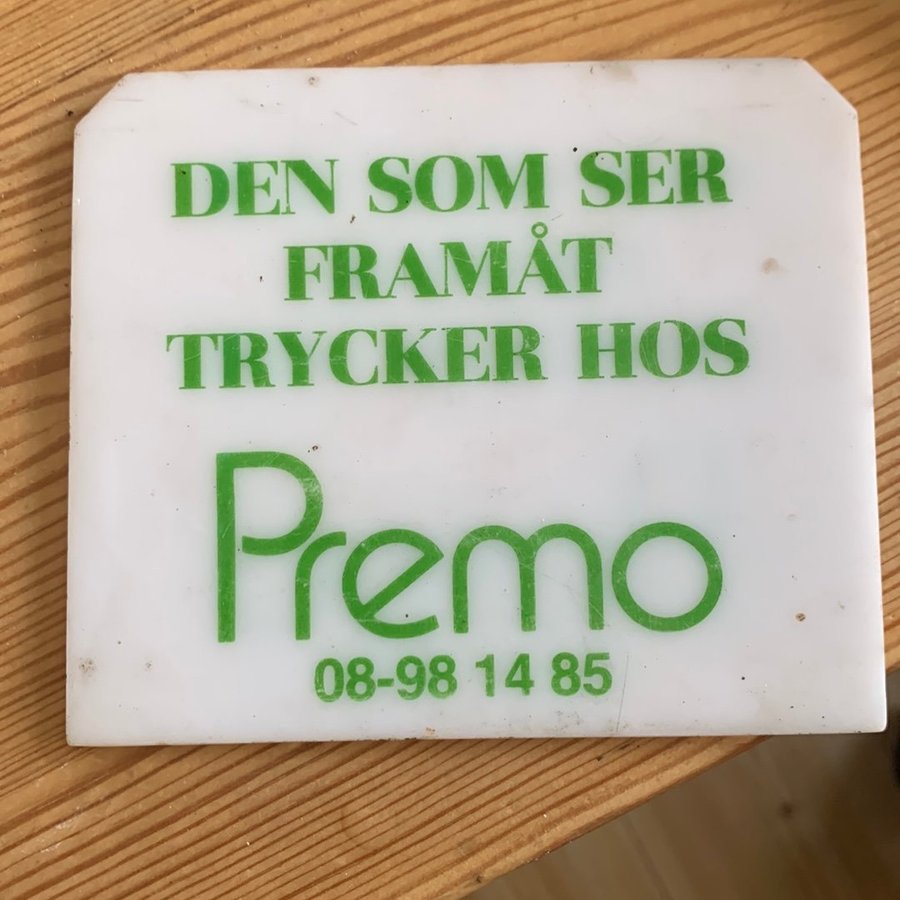 DEN SOM SER
FRAMÅT
TRYCKER HOS
Premo
08-98 14 85